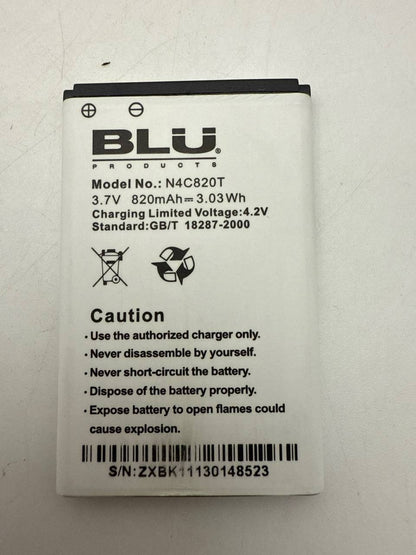 ⊕ ⊖
BLU®
PRODUCTS
Model No.: N4C820T
3.7V 820mAh⎓3.03Wh
Charging Limited Voltage:4.2V
Standard:GB/T 18287-2000
Caution
· Use the authorized charger only.
· Never disassemble by yourself.
· Never short-circuit the battery.
· Dispose of the battery properly.
· Expose battery to open flames could
cause explosion.
S/N:ZXBK11130148523